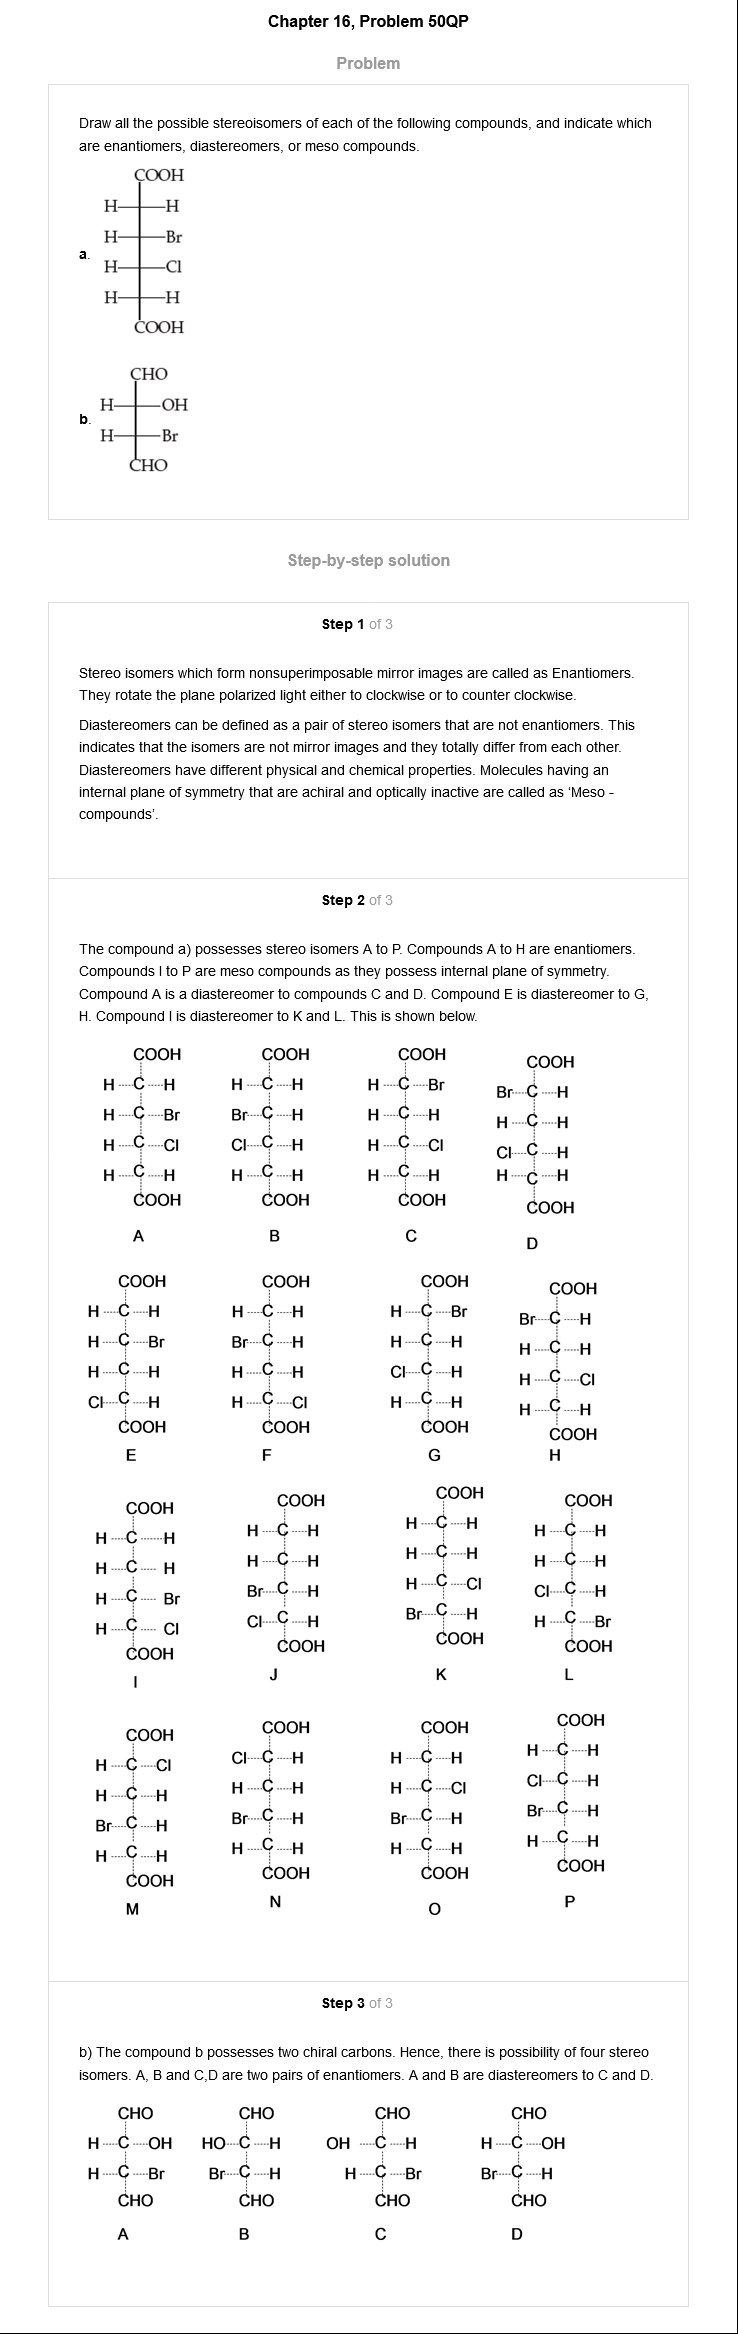 Chapter 16, Problem 50QP
Problem
Draw all the possible stereoisomers of each of the following compounds, and indicate which
are enantiomers, diastereomers, or meso compounds.
COOH
H H
H Br
a.
H Cl
H H
COOH
CHO
H OH
b.
H Br
CHO
Step-by-step solution
Step 1 of 3
Stereo isomers which form nonsuperimposable mirror images are called as Enantiomers.
They rotate the plane polarized light either to clockwise or to counter clockwise.
Diastereomers can be defined as a pair of stereo isomers that are not enantiomers. This
indicates that the isomers are not mirror images and they totally differ from each other.
Diastereomers have different physical and chemical properties. Molecules having an
internal plane of symmetry that are achiral and optically inactive are called as ‘Meso -
compounds’.
Step 2 of 3
The compound a) possesses stereo isomers A to P. Compounds A to H are enantiomers.
Compounds I to P are meso compounds as they possess internal plane of symmetry.
Compound A is a diastereomer to compounds C and D. Compound E is diastereomer to G,
H. Compound I is diastereomer to K and L. This is shown below.
COOH COOH COOH COOH
H C H H C H H C Br Br C H
H C Br Br C H H C H H C H
H C Cl Cl C H H C Cl Cl C H
H C H H C H H C H H C H
COOH COOH COOH COOH
A B C D
COOH COOH COOH COOH
H C H H C H H C Br Br C H
H C Br Br C H H C H H C H
H C H H C H Cl C H H C Cl
Cl C H H C Cl H C H H C H
COOH COOH COOH COOH
E F G H
COOH COOH COOH COOH
H C H H C H H C H H C H
H C H H C H H C H H C H
H C Br Br C H H C Cl Cl C H
H C Cl Cl C H Br C H H C Br
COOH COOH COOH COOH
I J K L
COOH COOH COOH COOH
H C Cl Cl C H H C H H C H
H C H H C H H C Cl Cl C H
Br C H Br C H Br C H Br C H
H C H H C H H C H H C H
COOH COOH COOH COOH
M N O P
Step 3 of 3
b) The compound b possesses two chiral carbons. Hence, there is possibility of four stereo
isomers. A, B and C,D are two pairs of enantiomers. A and B are diastereomers to C and D.
CHO CHO CHO CHO
H C OH HO C H OH C H H C OH
H C Br Br C H H C Br Br C H
CHO CHO CHO CHO
A B C D